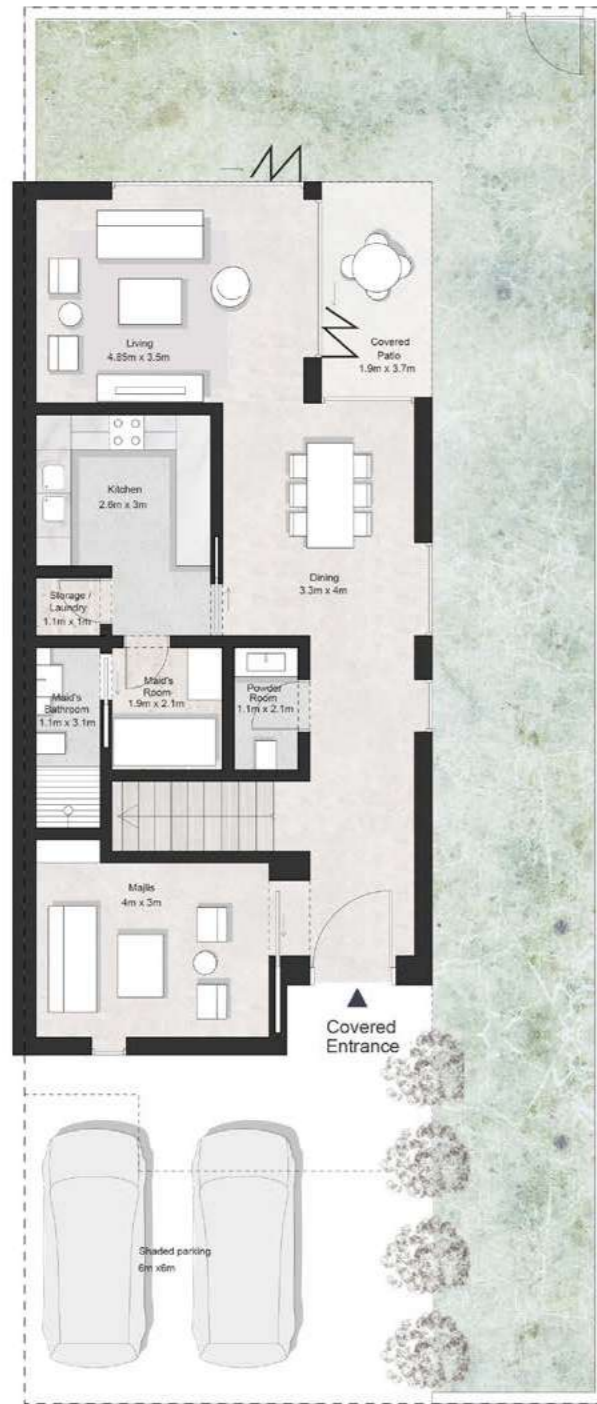 Living
4.85m x 3.5m
Covered
Patio
1.9m x 3.7m
Kitchen
2.6m x 3m
Dining
3.3m x 4m
Storage /
Laundry
1.1m x 1m
Maid's
Room
1.9m x 2.1m
Powder
Room
1.1m x 2.1m
Maid's
Bathroom
1.1m x 3.1m
Majlis
4m x 3m
Covered
Entrance
Shaded parking
6m x6m